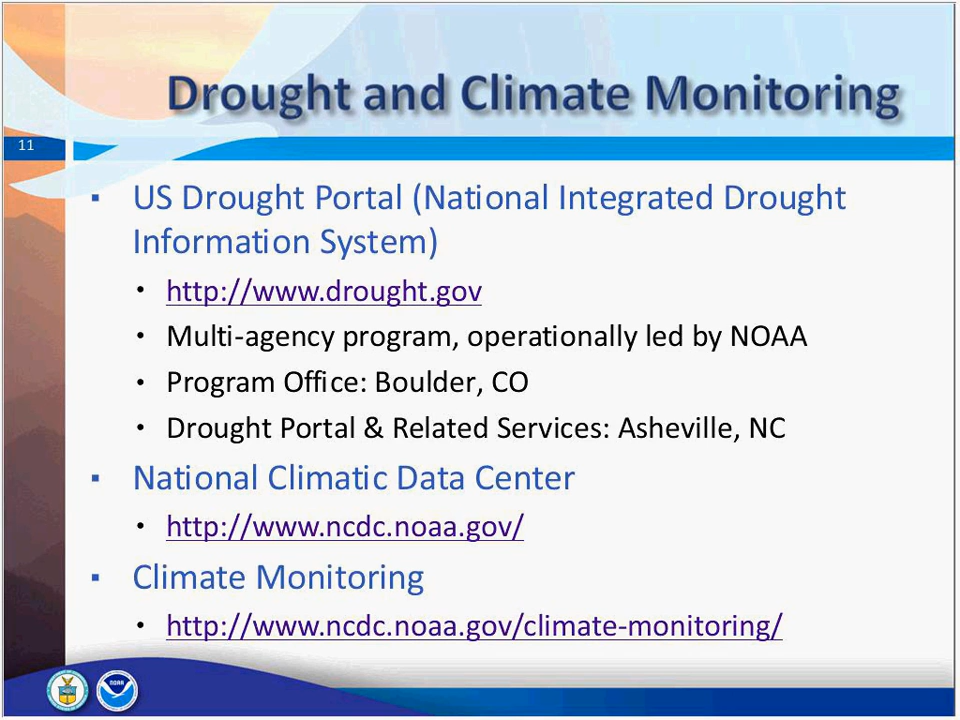 Drought and Climate Monitoring
11
▪ US Drought Portal (National Integrated Drought
Information System)
• http://www.drought.gov
• Multi-agency program, operationally led by NOAA
• Program Office: Boulder, CO
• Drought Portal & Related Services: Asheville, NC
▪ National Climatic Data Center
• http://www.ncdc.noaa.gov/
▪ Climate Monitoring
• http://www.ncdc.noaa.gov/climate-monitoring/
NOAA